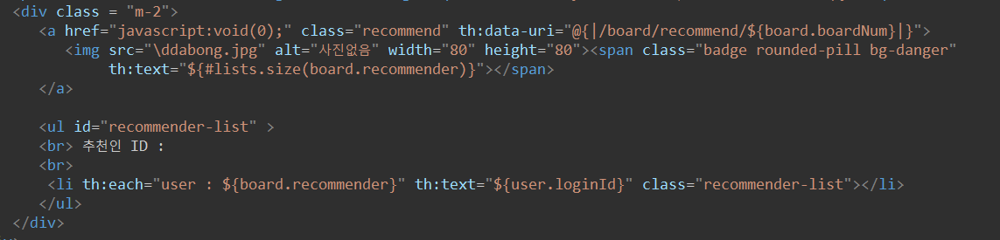 <div class = "m-2">
<a href="javascript:void(0);" class="recommend" th:data-uri="@{|/board/recommend/${board.boardNum}|}">
<img src="\ddabong.jpg" alt="사진없음" width="80" height="80"><span class="badge rounded-pill bg-danger"
th:text="${#lists.size(board.recommender)}"></span>
</a>
<ul id="recommender-list" >
<br> 추천인 ID :
<br>
<li th:each="user : ${board.recommender}" th:text="${user.loginId}" class="recommender-list"></li>
</ul>
</div>